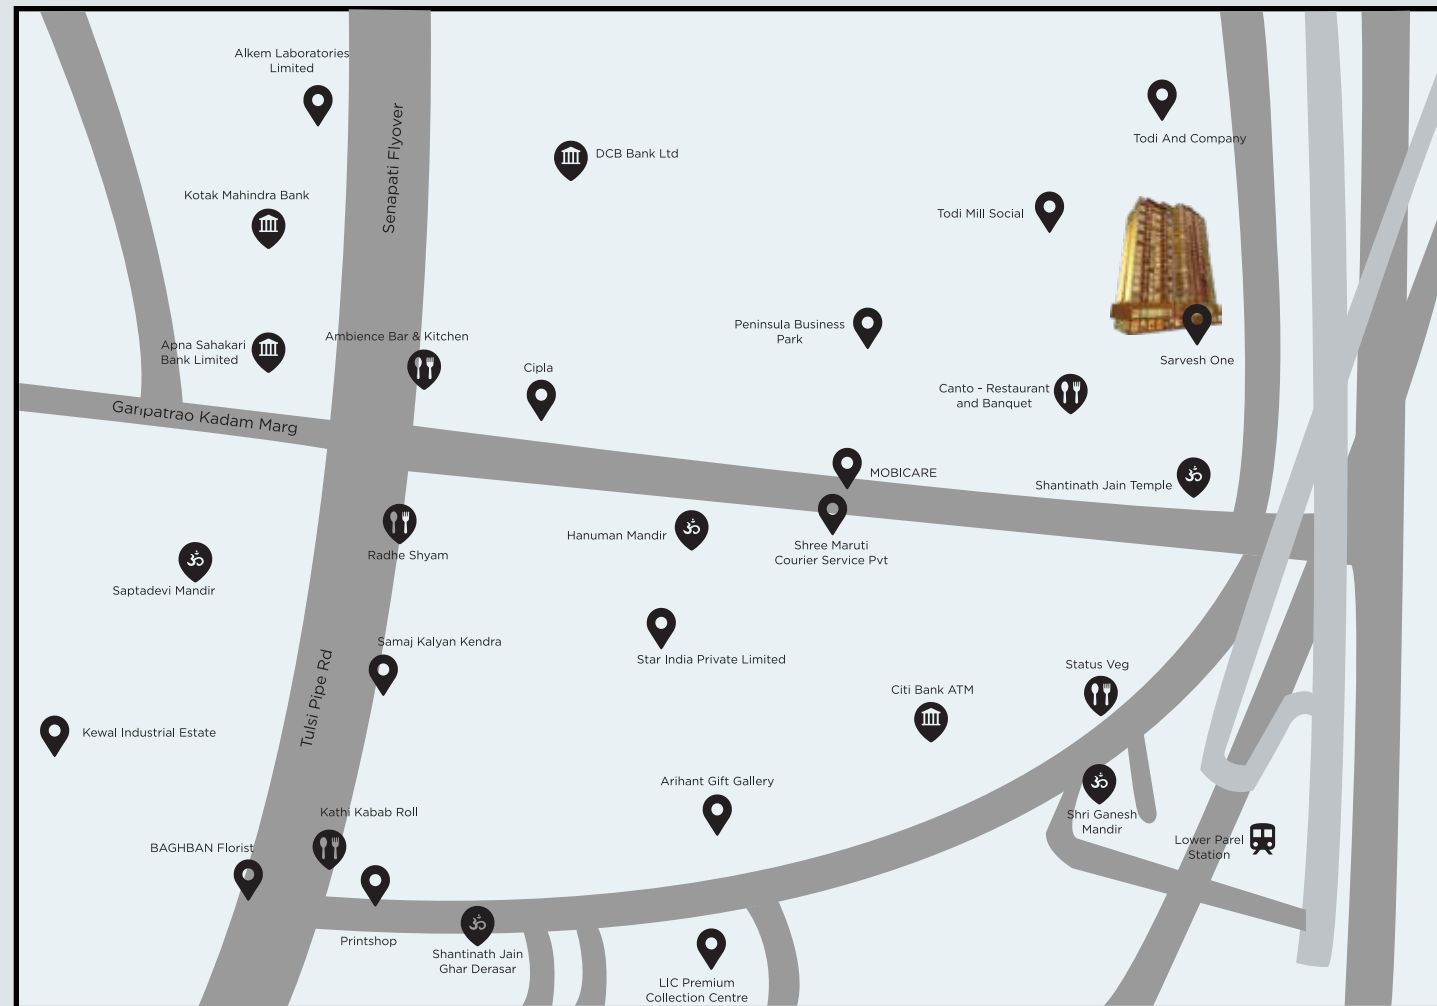 Alkem Laboratories
Limited
Senapati Flyover
DCB Bank Ltd
Todi And Company
Kotak Mahindra Bank
Todi Mill Social
Peninsula Business
Park
Ambience Bar & Kitchen
Apna Sahakari
Bank Limited
Sarvesh One
Cipla
Canto - Restaurant
and Banquet
Ganpatrao Kadam Marg
MOBICARE
Shantinath Jain Temple
Hanuman Mandir
Shree Maruti
Courier Service Pvt
Radhe Shyam
Saptadevi Mandir
Samaj Kalyan Kendra
Star India Private Limited
Status Veg
Tulsi Pipe Rd
Citi Bank ATM
Kewal Industrial Estate
Arihant Gift Gallery
Kathi Kabab Roll
Shri Ganesh
Mandir
Lower Parel
Station
BAGHBAN Florist
Printshop
Shantinath Jain
Ghar Derasar
LIC Premium
Collection Centre